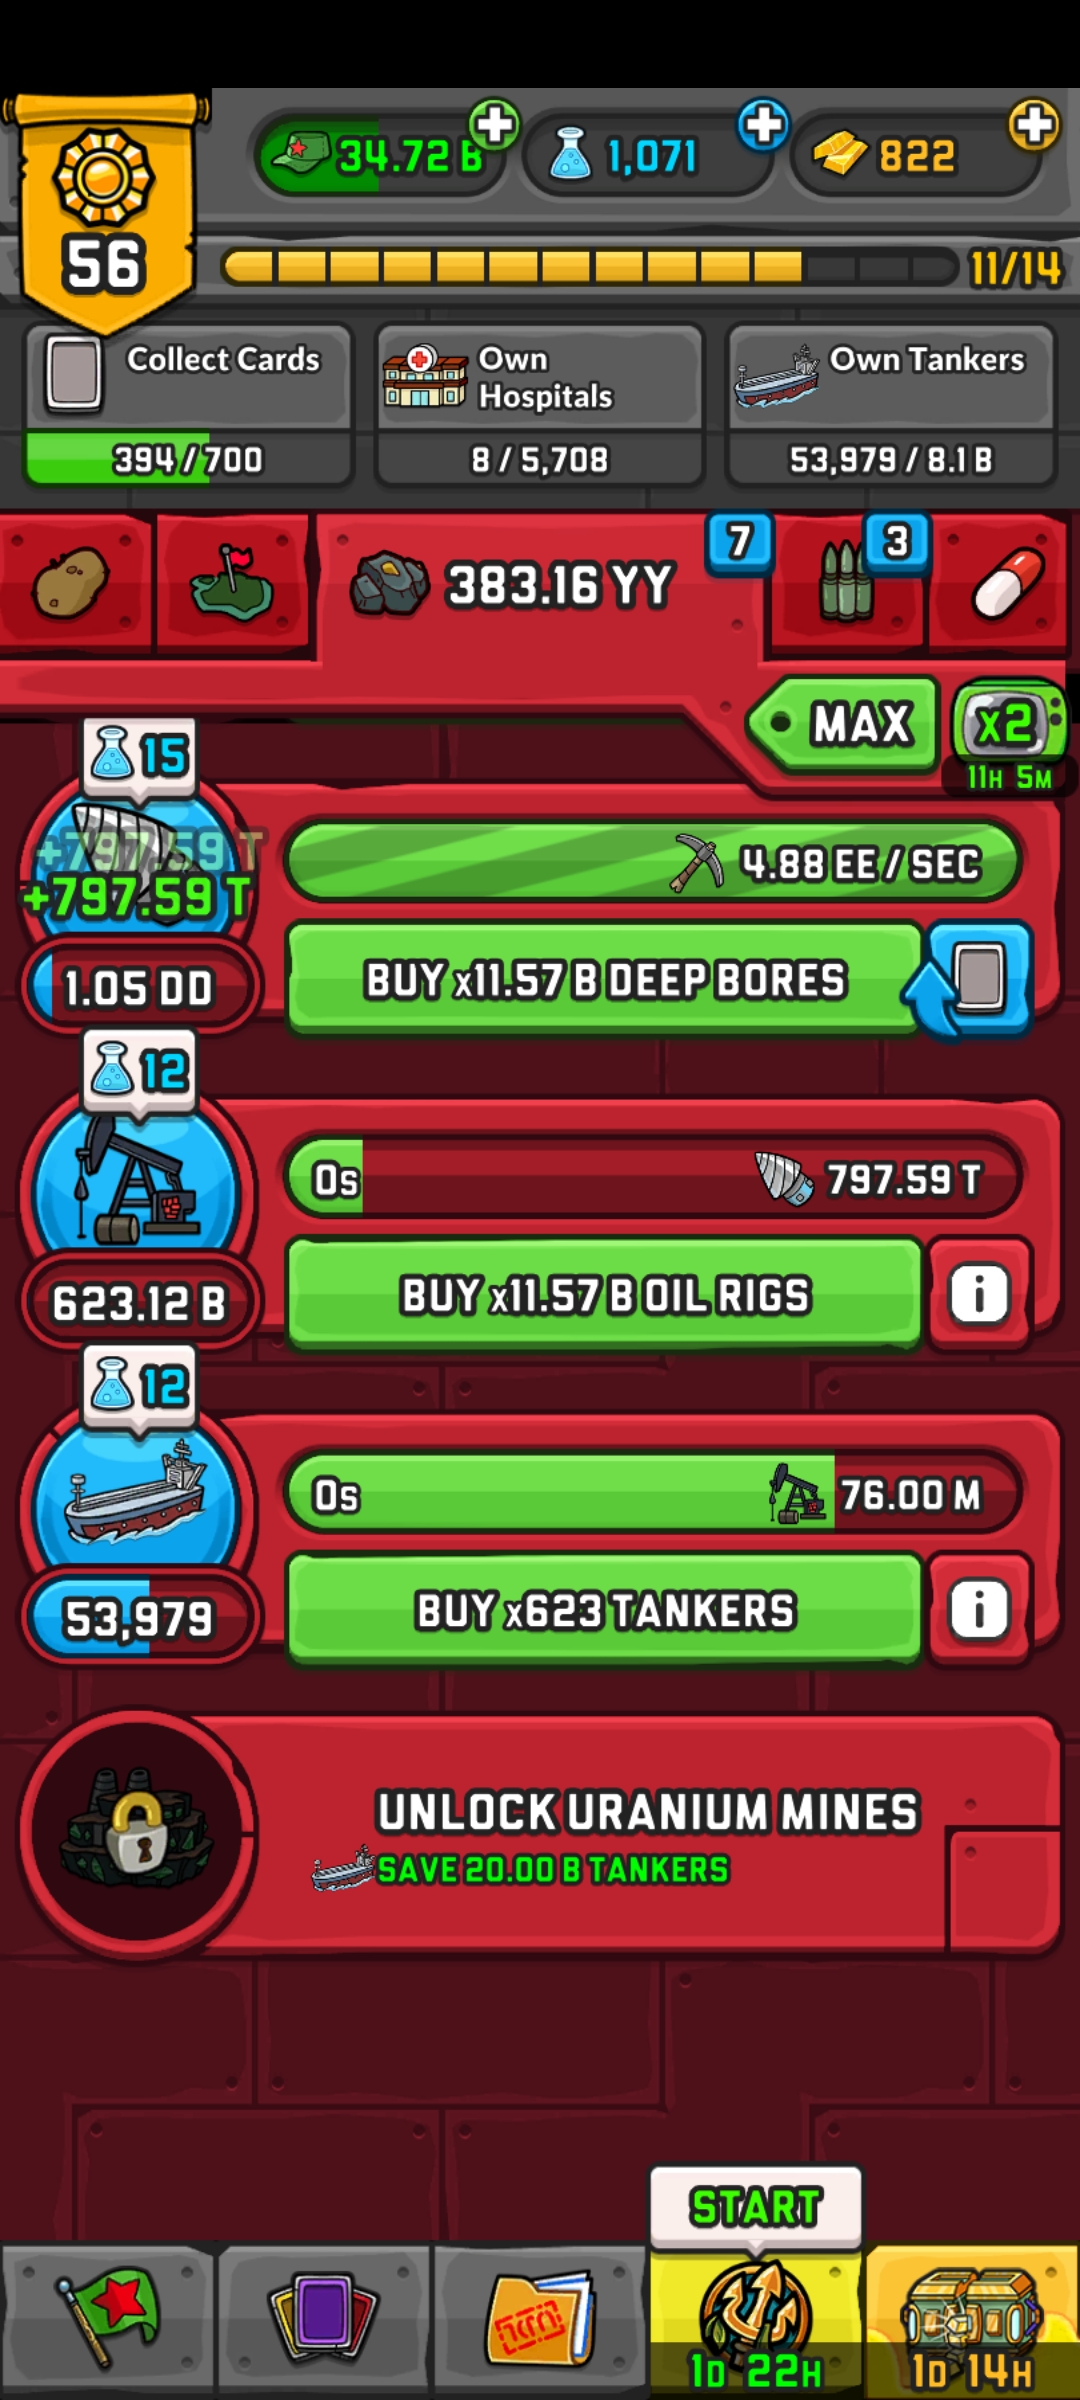 56
34.72 B
1,071
822
11/14
Collect Cards
394/700
Own
Hospitals
8/5,708
Own Tankers
53,979/8.1 B
383.16 YY
7
3
MAX
x2
11H 5M
15
+797.59 T
+797.59 T
4.88 EE/SEC
1.05 DD
BUY x11.57 B DEEP BORES
12
0s
797.59 T
623.12 B
BUY x11.57 B OIL RIGS
i
12
0s
76.00 M
53,979
BUY x623 TANKERS
i
UNLOCK URANIUM MINES
SAVE 20.00 B TANKERS
START
1D 22H
1D 14H